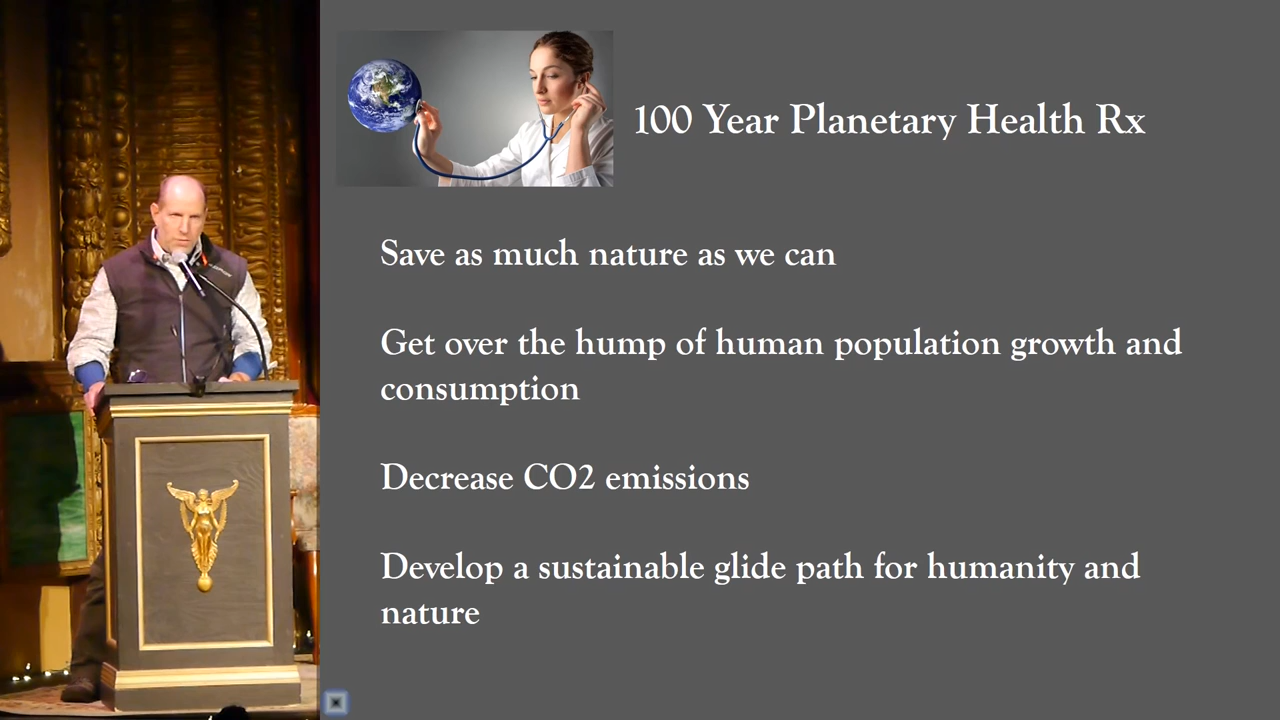 100 Year Planetary Health Rx
Save as much nature as we can
Get over the hump of human population growth and
consumption
Decrease CO2 emissions
Develop a sustainable glide path for humanity and
nature